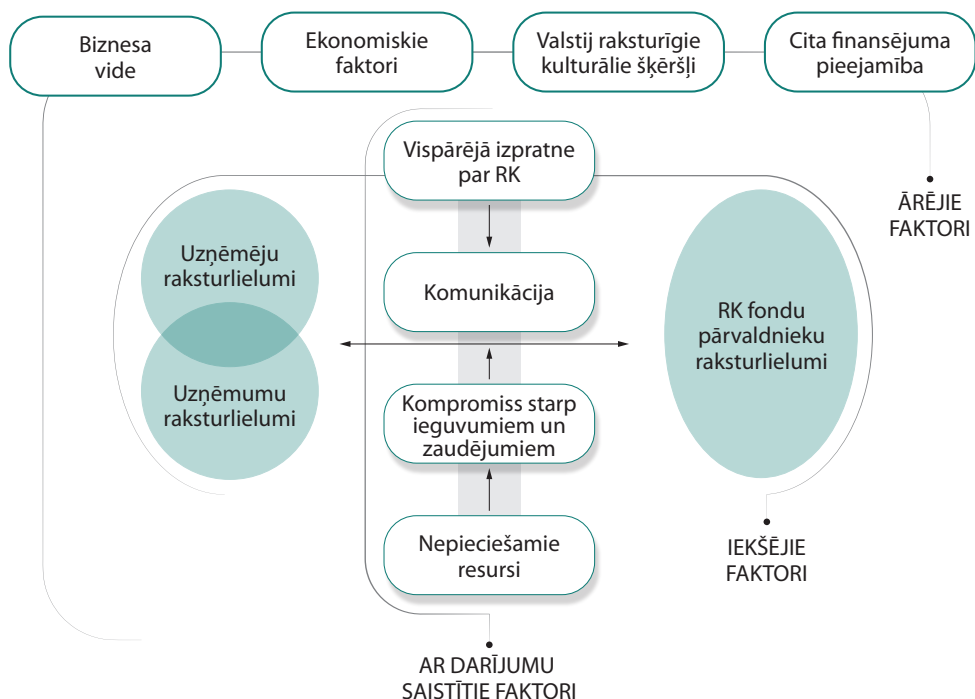 Biznesa
vide
Ekonomiskie
faktori
Valstij raksturīgie
kulturālie šķēršļi
Cita finansējuma
pieejamība
Vispārējā izpratne
par RK
ĀRĒJIE
FAKTORI
Uzņēmēju
raksturlielumi
Komunikācija
RK fondu
pārvaldnieku
raksturlielumi
Uzņēmumu
raksturlielumi
Kompromiss starp
ieguvumiem un
zaudējumiem
Nepieciešamie
resursi
IEKŠĒJIE
FAKTORI
AR DARĪJUMU
SAISTĪTIE FAKTORI